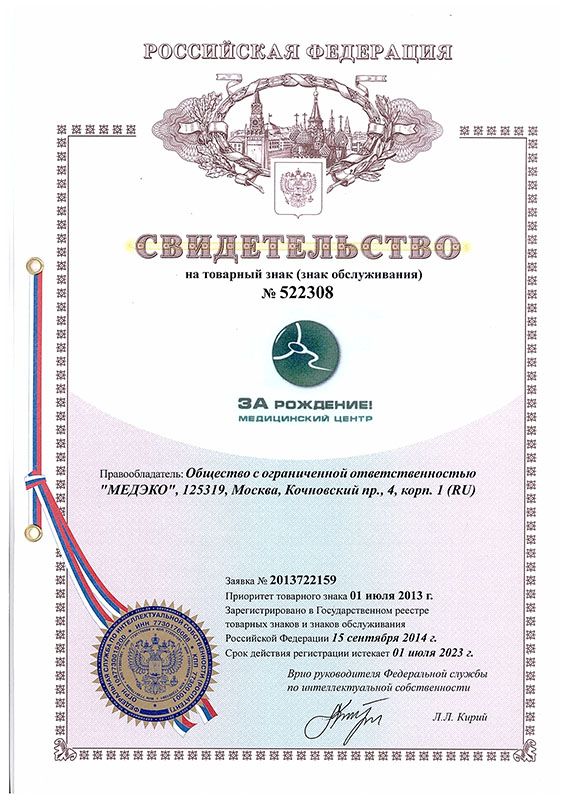 РОССИЙСКАЯ ФЕДЕРАЦИЯ
СВИДЕТЕЛЬСТВО
на товарный знак (знак обслуживания)
№ 522308
ЗА РОЖДЕНИЕ!
МЕДИЦИНСКИЙ ЦЕНТР
Правообладатель: Общество с ограниченной ответственностью
"МЕДЭКО", 125319, Москва, Кочновский пр., 4, корп. 1 (RU)
Заявка № 2013722159
Приоритет товарного знака 01 июля 2013 г.
Зарегистрировано в Государственном реестре
товарных знаков и знаков обслуживания
Российской Федерации 15 сентября 2014 г.
Срок действия регистрации истекает 01 июля 2023 г.
Врио руководителя Федеральной службы
по интеллектуальной собственности
Л.Л. Кирий
ФЕДЕРАЛЬНАЯ СЛУЖБА ПО ИНТЕЛЛЕКТУАЛЬНОЙ СОБСТВЕННОСТИ (РОСПАТЕНТ)